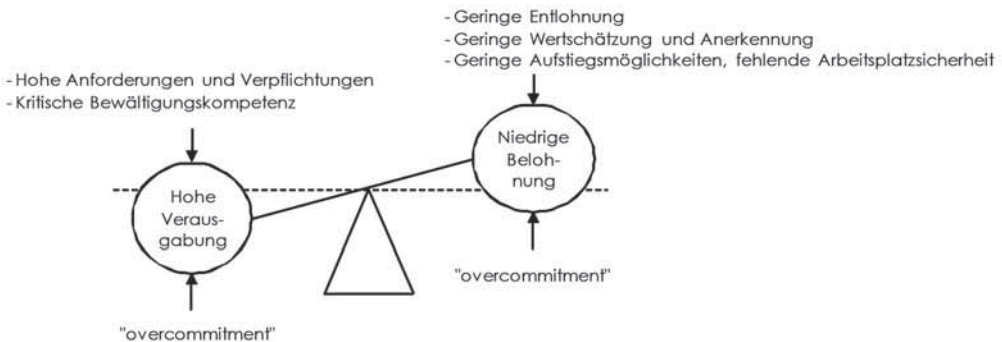 - Geringe Entlohnung
- Geringe Wertschätzung und Anerkennung
- Geringe Aufstiegsmöglichkeiten, fehlende Arbeitsplatzsicherheit
- Hohe Anforderungen und Verpflichtungen
- Kritische Bewältigungskompetenz
Niedrige
Beloh-
nung
Hohe
Veraus-
gabung
"overcommitment"
"overcommitment"